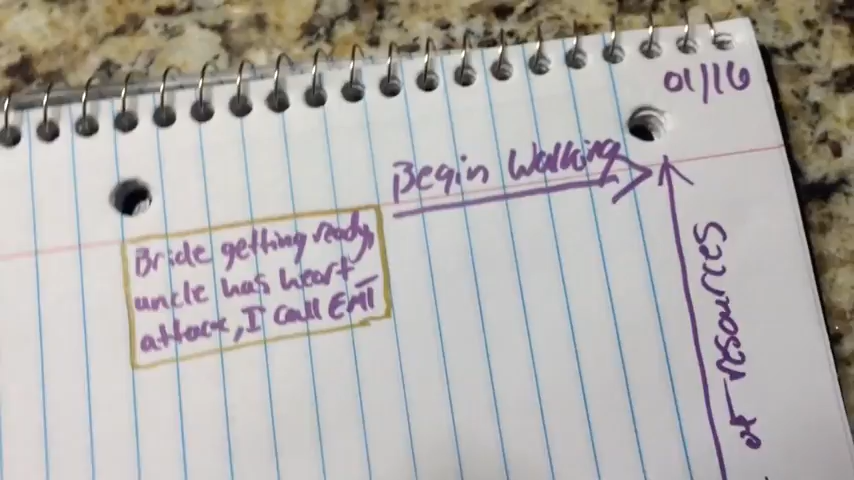 01/16
Begin Walking
Bride getting ready,
uncle has heart
attack, I call EMT
of resources